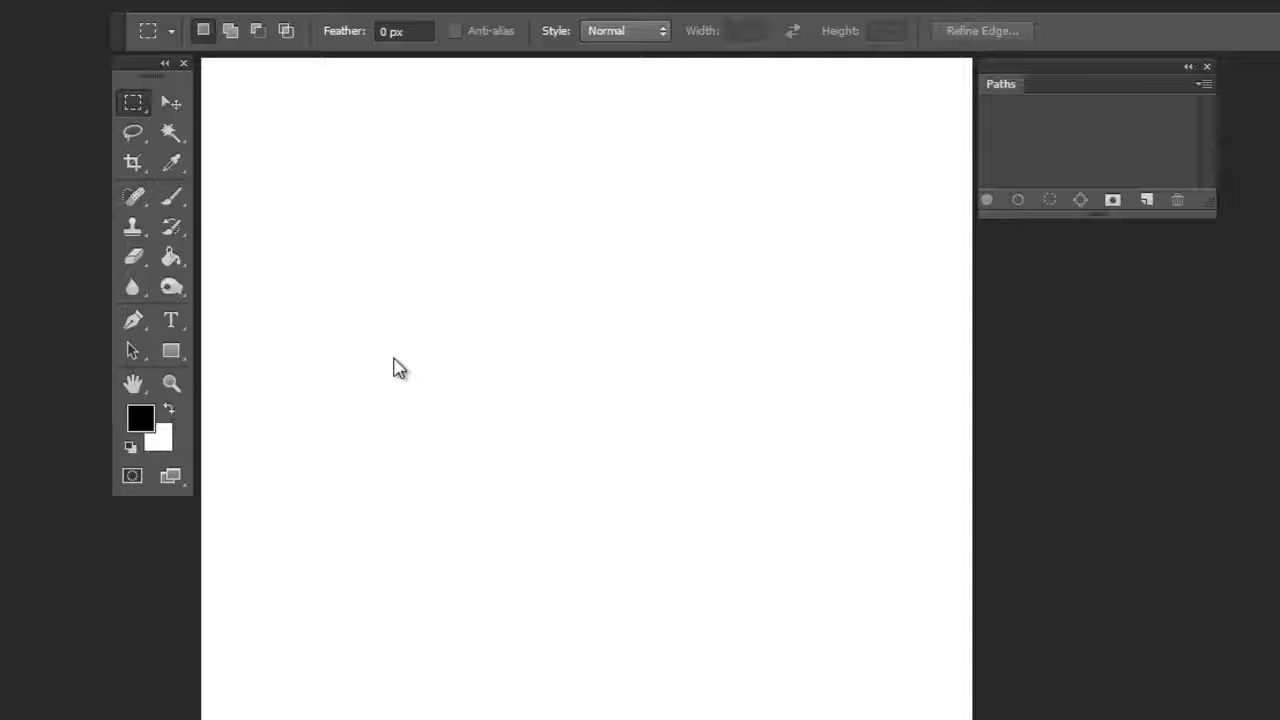 Feather: 0 px Anti-alias Style: Normal Width: Height: Refine Edge...
Paths
T